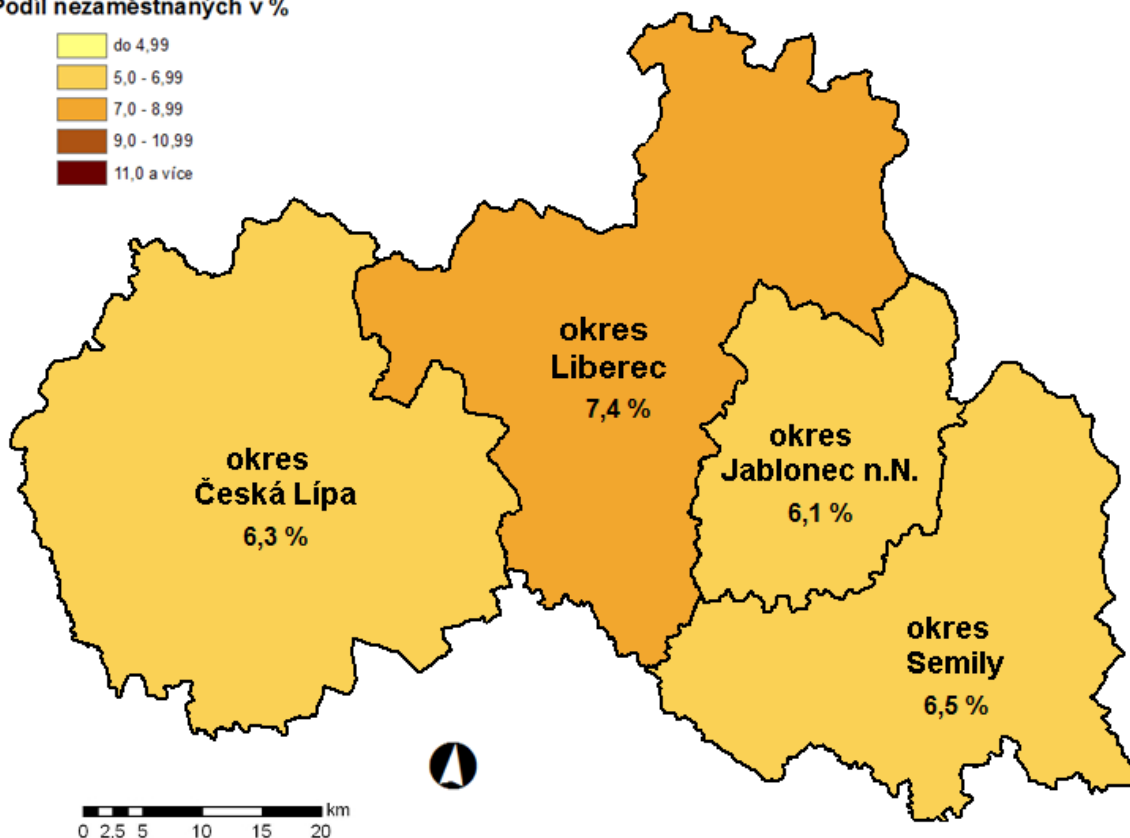 Podíl nezaměstnaných v %
do 4,99
5,0 - 6,99
7,0 - 8,99
9,0 - 10,99
11,0 a více
okres
Liberec
7,4 %
okres
Jablonec n.N.
6,1 %
okres
Česká Lípa
6,3 %
okres
Semily
6,5 %
km
0 2.5 5 10 15 20